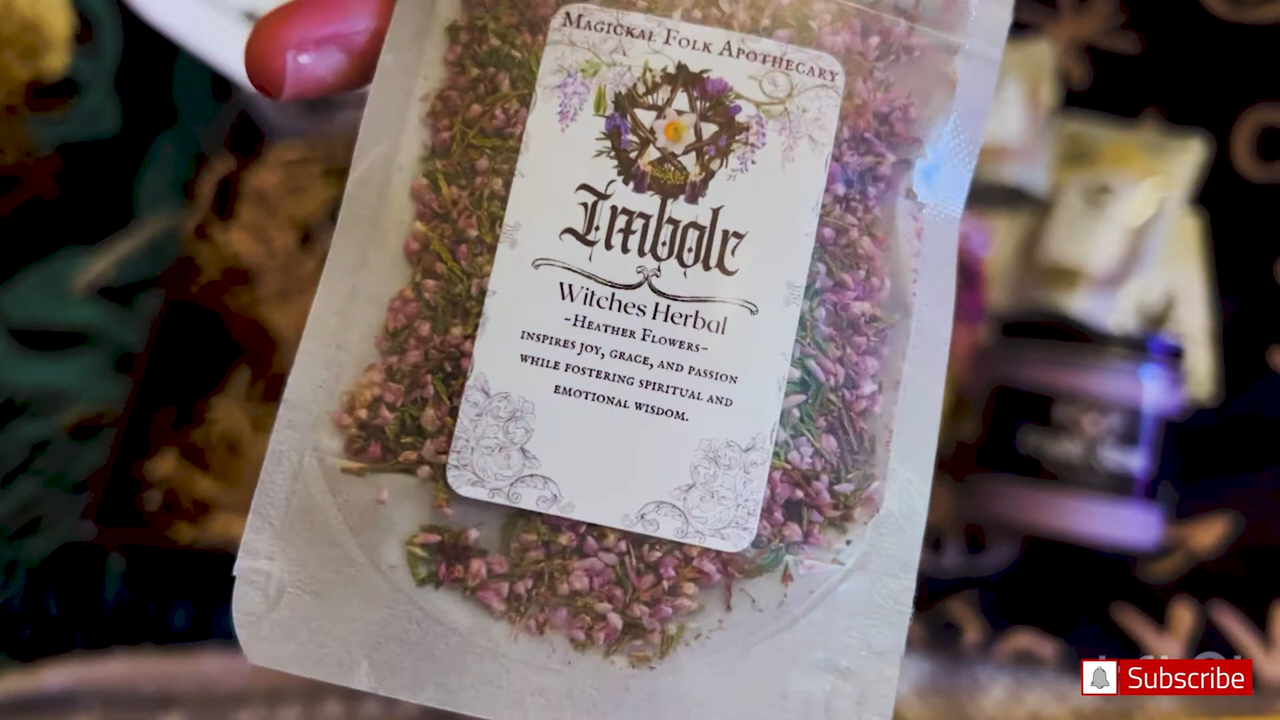 Magickal Folk Apothecary
Imbolc
Witches Herbal
~Heather Flowers~
inspires joy, grace, and passion
while fostering spiritual and
emotional wisdom.
Subscribe